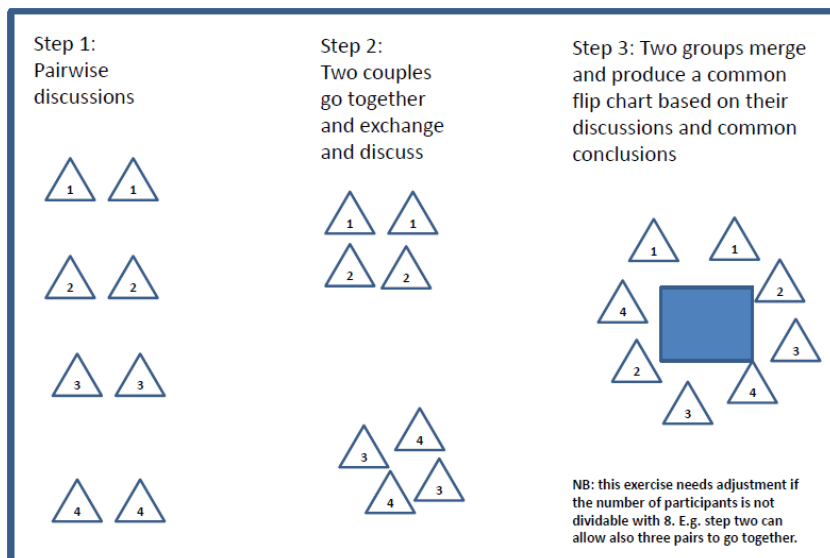 Step 1:
Pairwise
discussions
1 1
2 2
3 3
4 4
Step 2:
Two couples
go together
and exchange
and discuss
1 1
2 2
3 4
4 3
Step 3: Two groups merge
and produce a common
flip chart based on their
discussions and common
conclusions
1 1
2
4
3
2
4
3
NB: this exercise needs adjustment if
the number of participants is not
dividable with 8. E.g. step two can
allow also three pairs to go together.